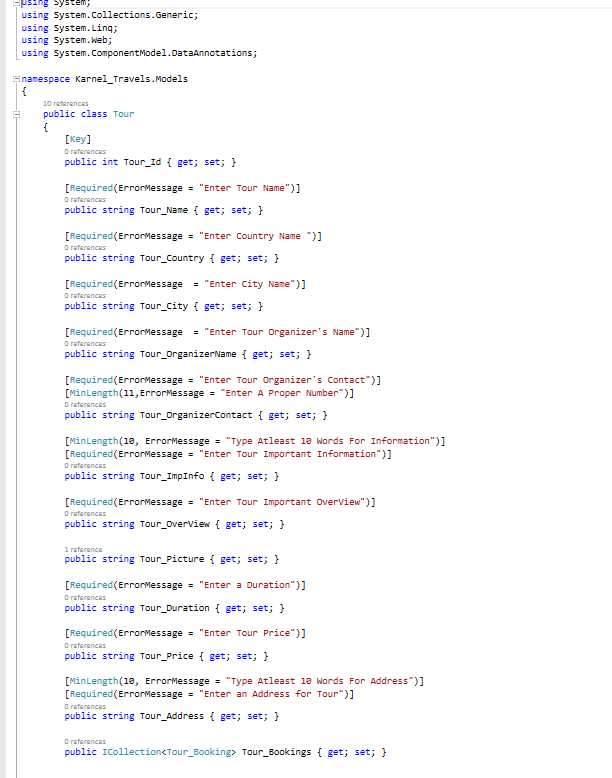 using System;
using System.Collections.Generic;
using System.Linq;
using System.Web;
using System.ComponentModel.DataAnnotations;
namespace Karnel_Travels.Models
{
10 references
public class Tour
{
[Key]
0 references
public int Tour_Id { get; set; }
[Required(ErrorMessage = "Enter Tour Name")]
0 references
public string Tour_Name { get; set; }
[Required(ErrorMessage = "Enter Country Name ")]
0 references
public string Tour_Country { get; set; }
[Required(ErrorMessage  = "Enter City Name")]
0 references
public string Tour_City { get; set; }
[Required(ErrorMessage  = "Enter Tour Organizer's Name")]
0 references
public string Tour_OrganizerName { get; set; }
[Required(ErrorMessage = "Enter Tour Organizer's Contact")]
[MinLength(11,ErrorMessage = "Enter A Proper Number")]
0 references
public string Tour_OrganizerContact { get; set; }
[MinLength(10, ErrorMessage = "Type Atleast 10 Words For Information")]
[Required(ErrorMessage = "Enter Tour Important Information")]
0 references
public string Tour_ImpInfo { get; set; }
[Required(ErrorMessage = "Enter Tour Important OverView")]
0 references
public string Tour_OverView { get; set; }
1 reference
public string Tour_Picture { get; set; }
[Required(ErrorMessage = "Enter a Duration")]
0 references
public string Tour_Duration { get; set; }
[Required(ErrorMessage = "Enter Tour Price")]
0 references
public string Tour_Price { get; set; }
[MinLength(10, ErrorMessage = "Type Atleast 10 Words For Address")]
[Required(ErrorMessage = "Enter an Address for Tour")]
0 references
public string Tour_Address { get; set; }
0 references
public ICollection<Tour_Booking> Tour_Bookings { get; set; }